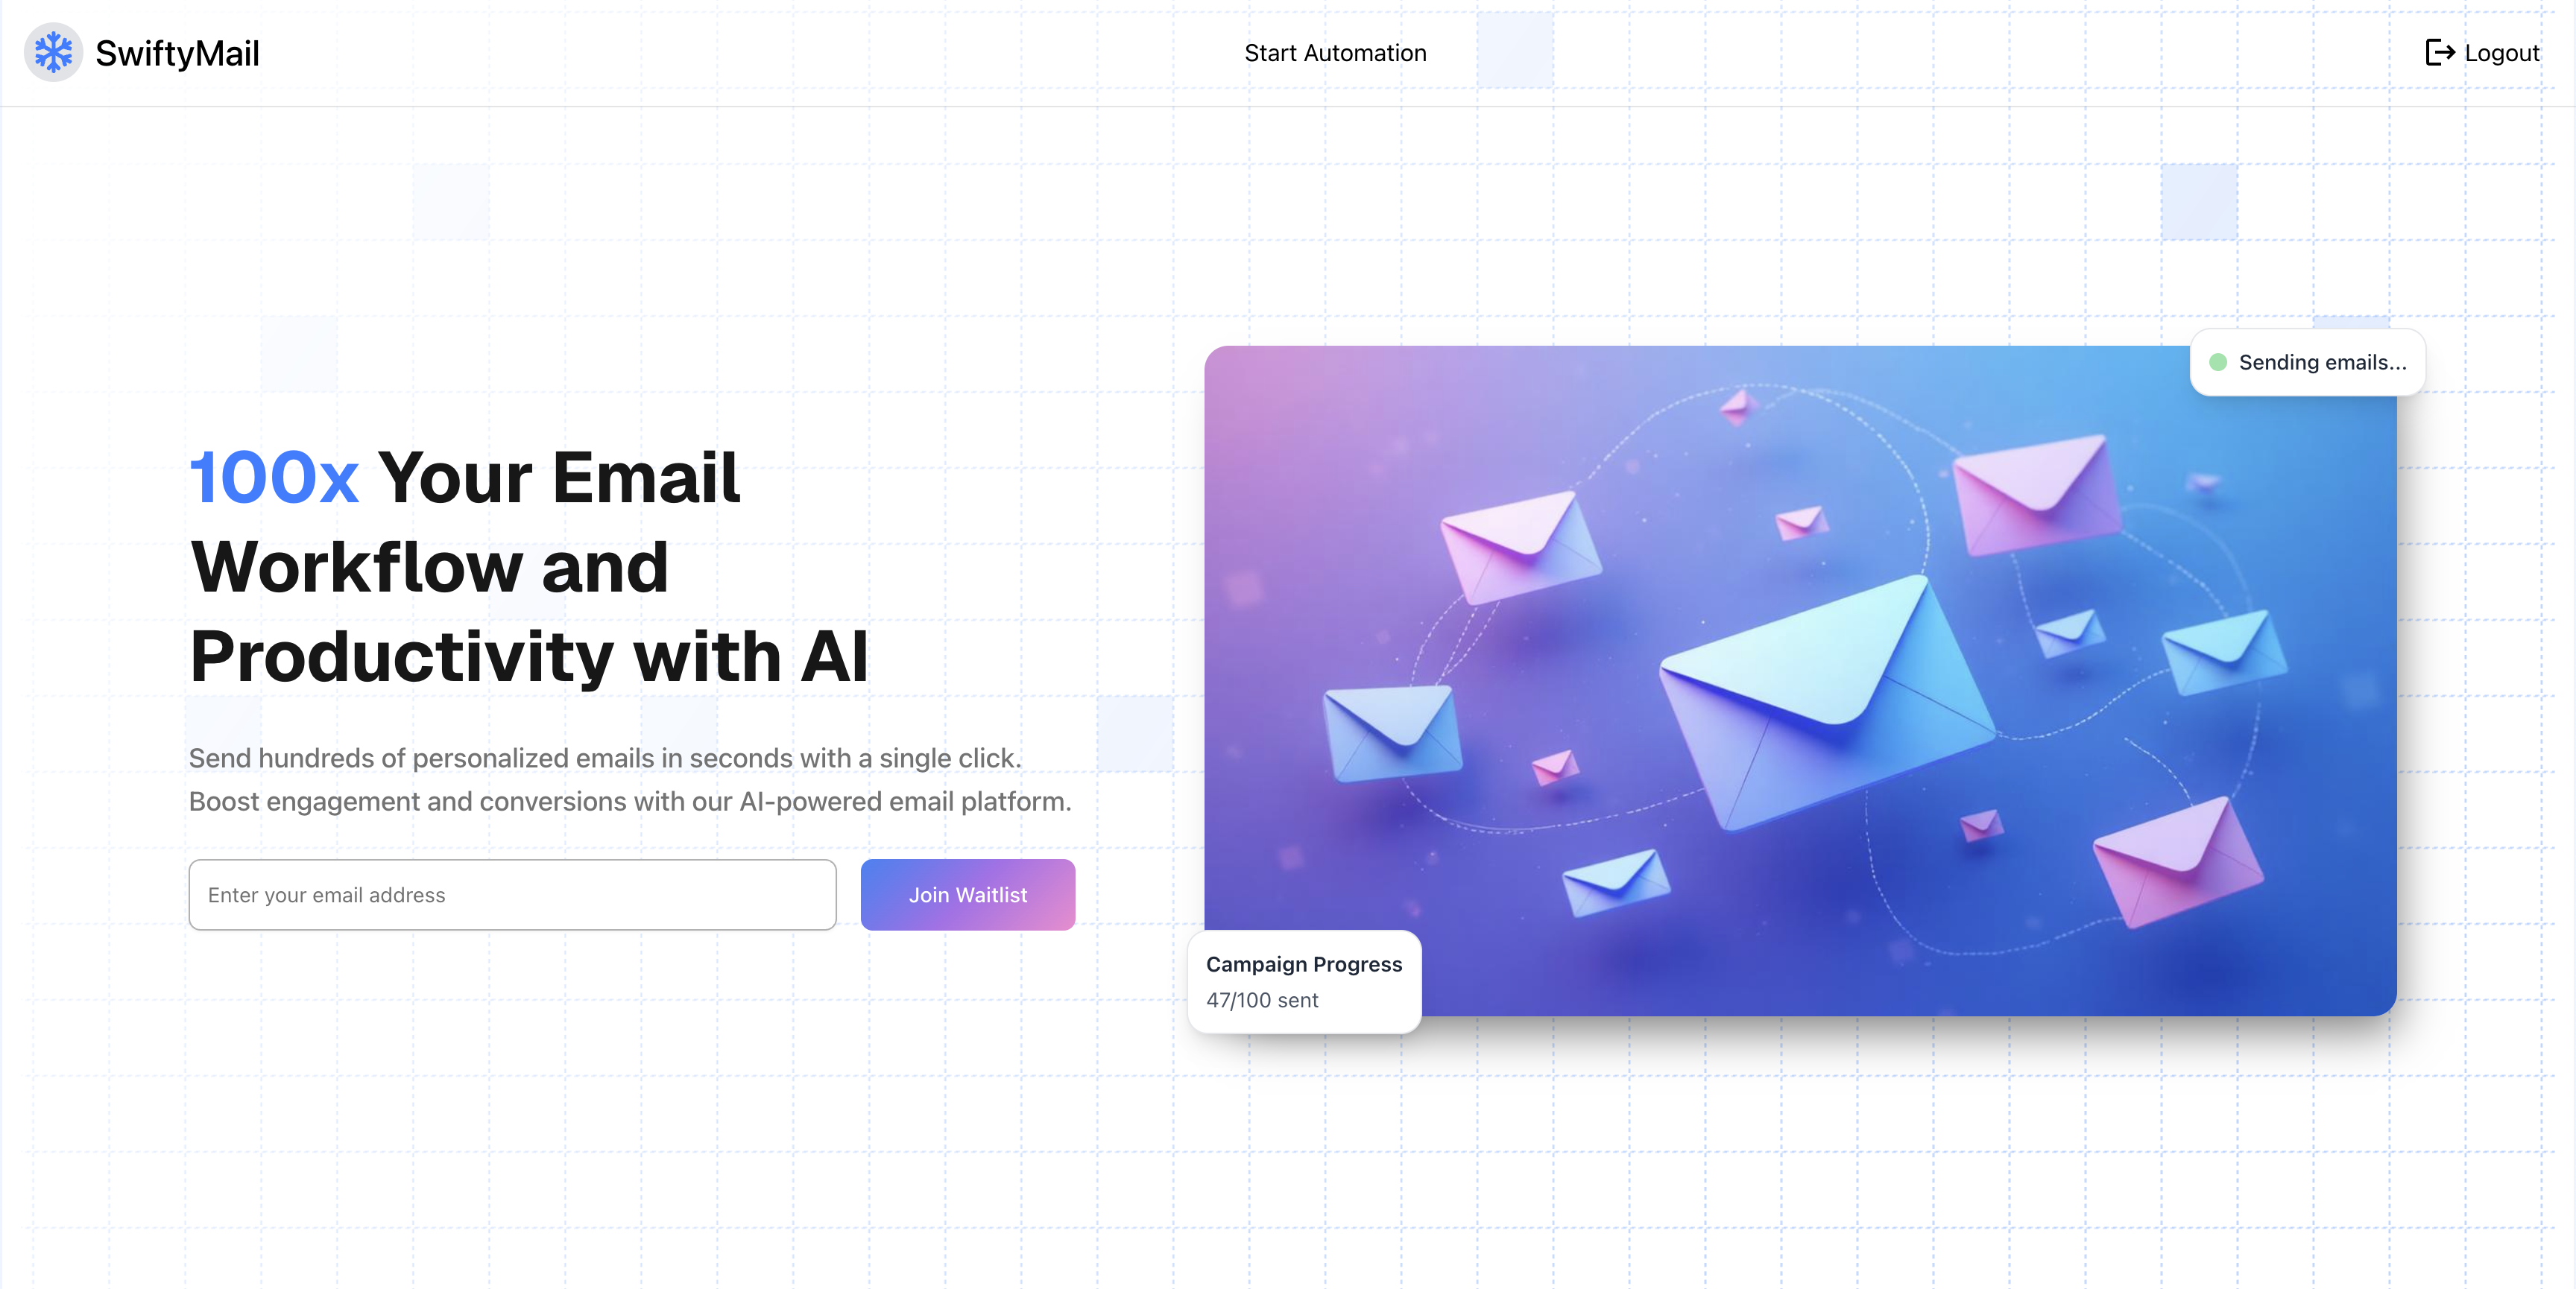 SwiftyMail
Start Automation
Logout
100x Your Email
Workflow and
Productivity with AI
Send hundreds of personalized emails in seconds with a single click.
Boost engagement and conversions with our AI-powered email platform.
Enter your email address
Join Waitlist
Sending emails...
Campaign Progress
47/100 sent